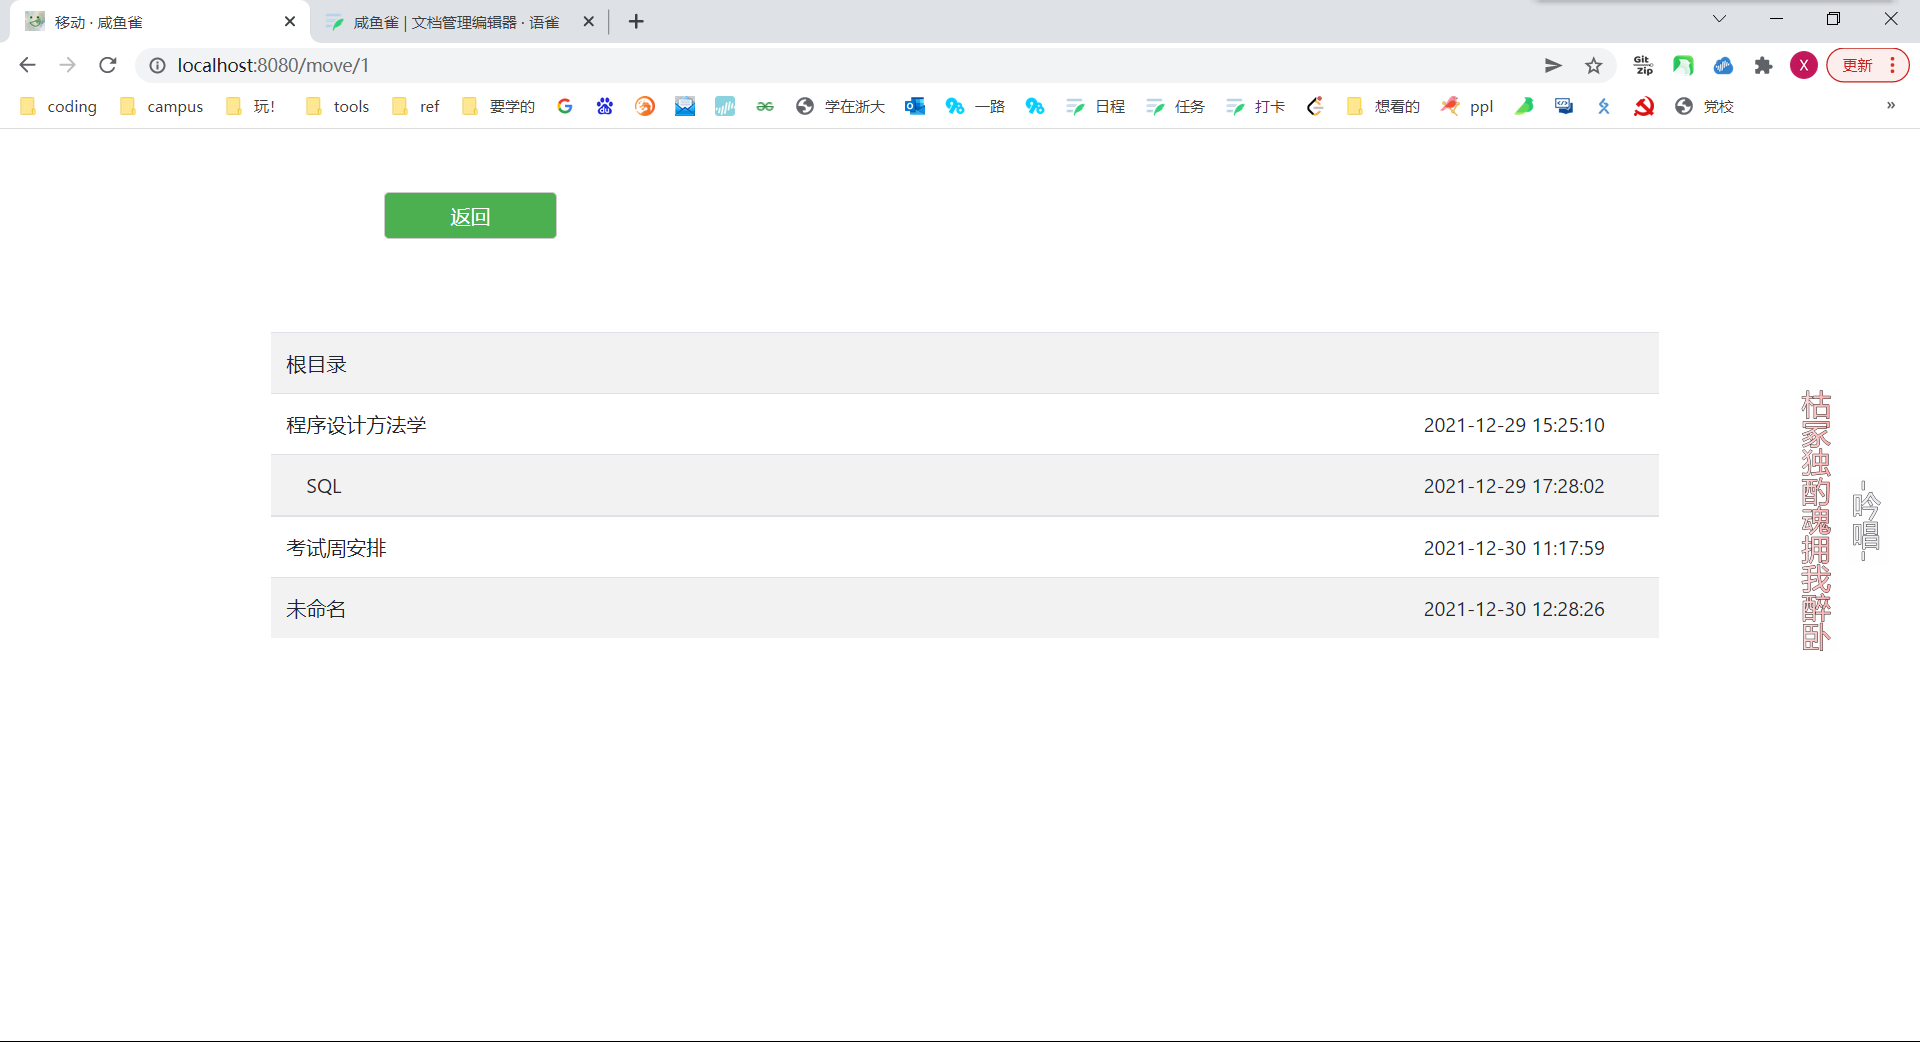 移动 · 咸鱼雀
咸鱼雀 | 文档管理编辑器 · 语雀
localhost:8080/move/1
Git
Zip
X
更新
coding
campus
玩!
tools
ref
要学的
学在浙大
一路
日程
任务
打卡
想看的
ppl
党校
»
返回
根目录
程序设计方法学 2021-12-29 15:25:10
SQL 2021-12-29 17:28:02
考试周安排 2021-12-30 11:17:59
未命名 2021-12-30 12:28:26
-吟唱-
枯冢独酌魂拥我醉卧